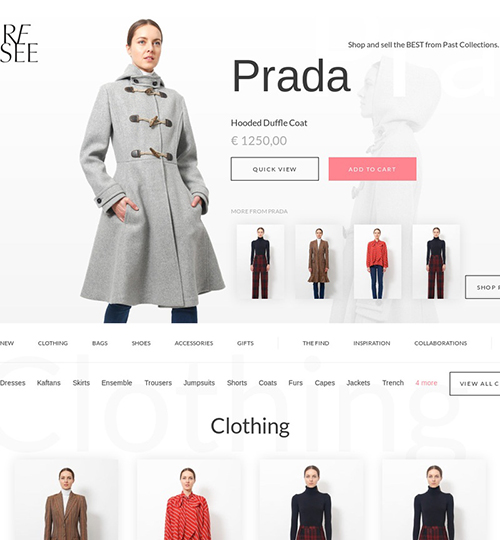 RE
SEE
Shop and sell the BEST from Past Collections.
Prada
Hooded Duffle Coat
€ 1250,00
QUICK VIEW
ADD TO CART
MORE FROM PRADA
SHOP
NEW CLOTHING BAGS SHOES ACCESSORIES GIFTS THE FIND INSPIRATION COLLABORATIONS
Dresses Kaftans Skirts Ensemble Trousers Jumpsuits Shorts Coats Furs Capes Jackets Trench 4 more
VIEW ALL C
Clothing
Clothing